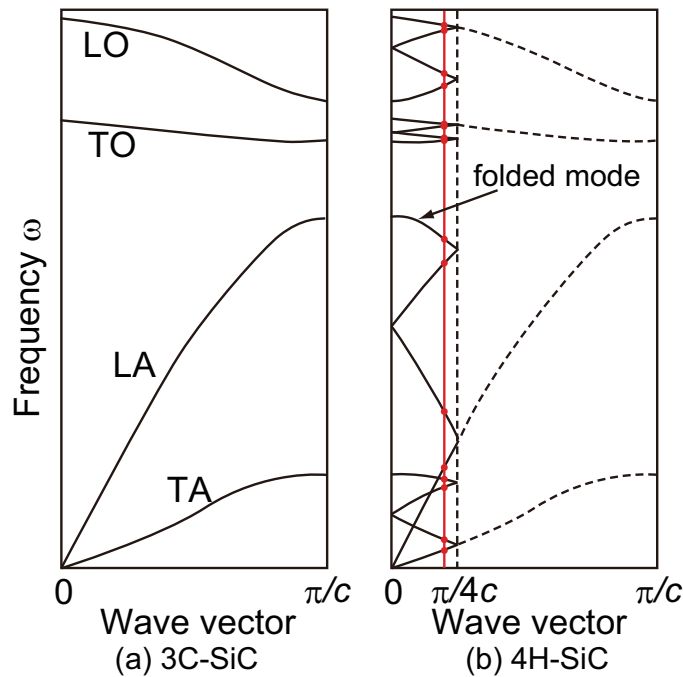 LO
TO
LA
TA
Frequency ω
0
π/c
Wave vector
(a) 3C-SiC
folded mode
0
π/4c
π/c
Wave vector
(b) 4H-SiC